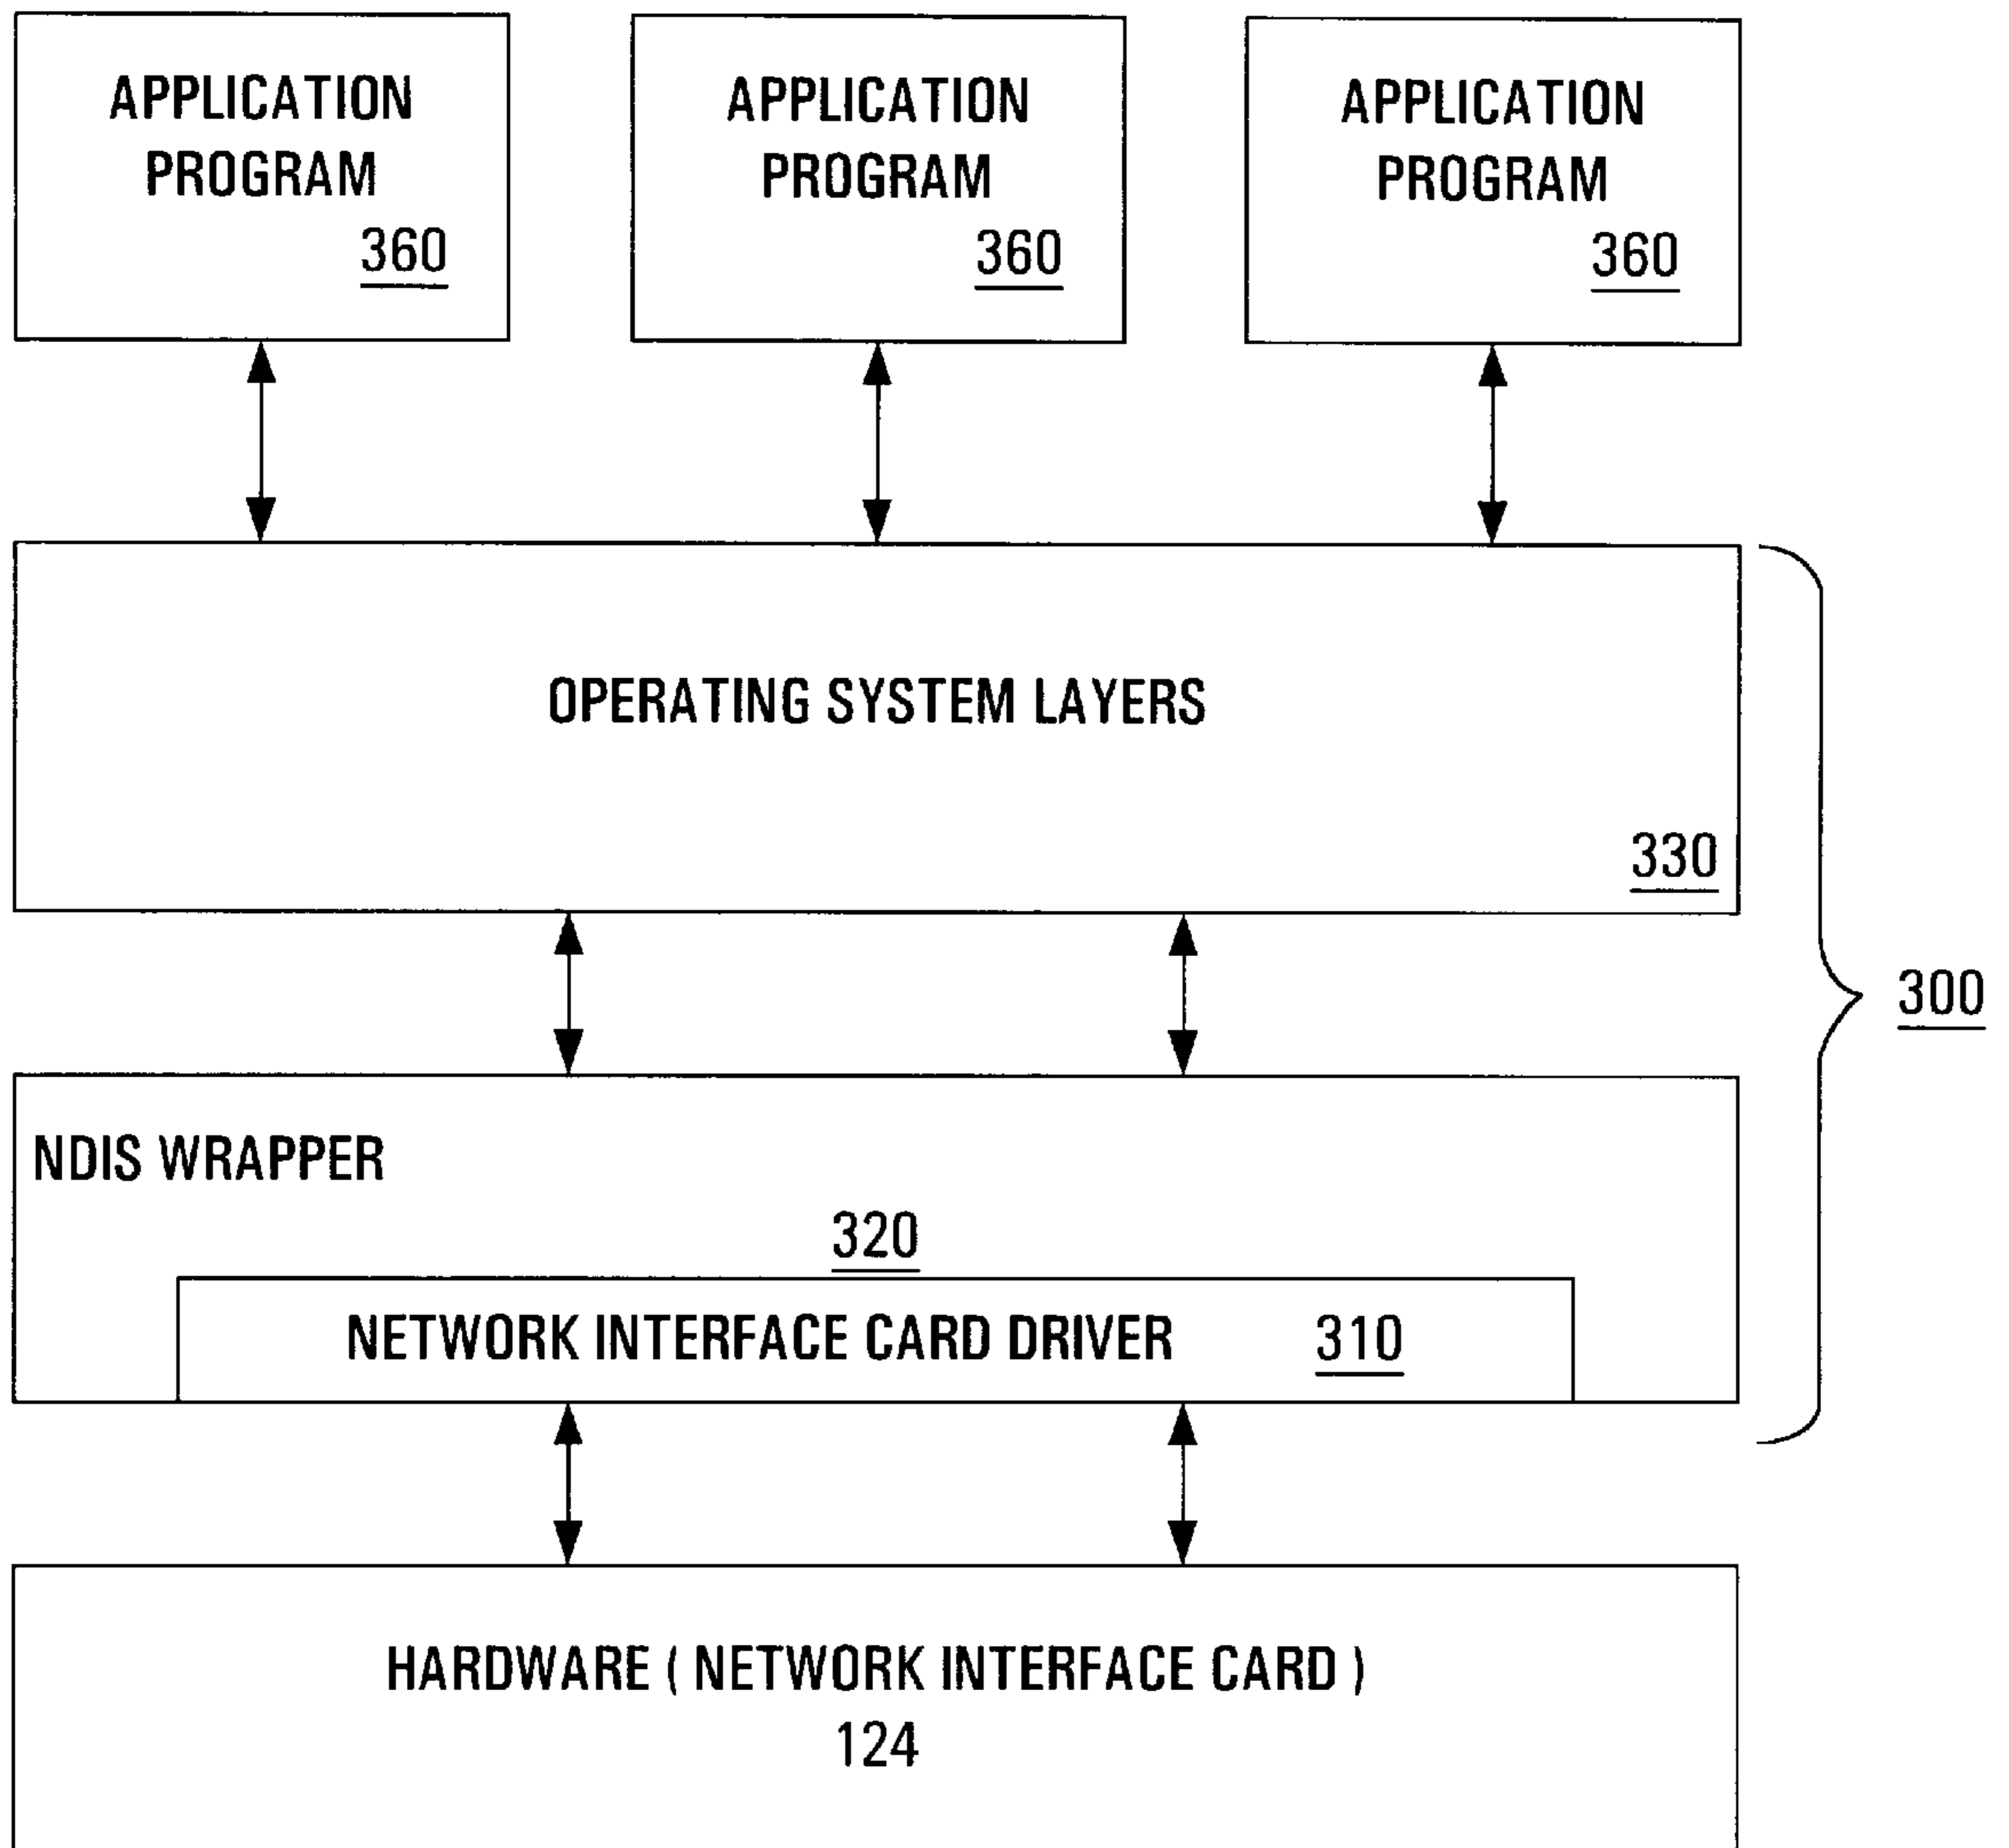 APPLICATION
PROGRAM
360
APPLICATION
PROGRAM
360
APPLICATION
PROGRAM
360
OPERATING SYSTEM LAYERS
330
300
NDIS WRAPPER
320
NETWORK INTERFACE CARD DRIVER 310
HARDWARE ( NETWORK INTERFACE CARD )
124